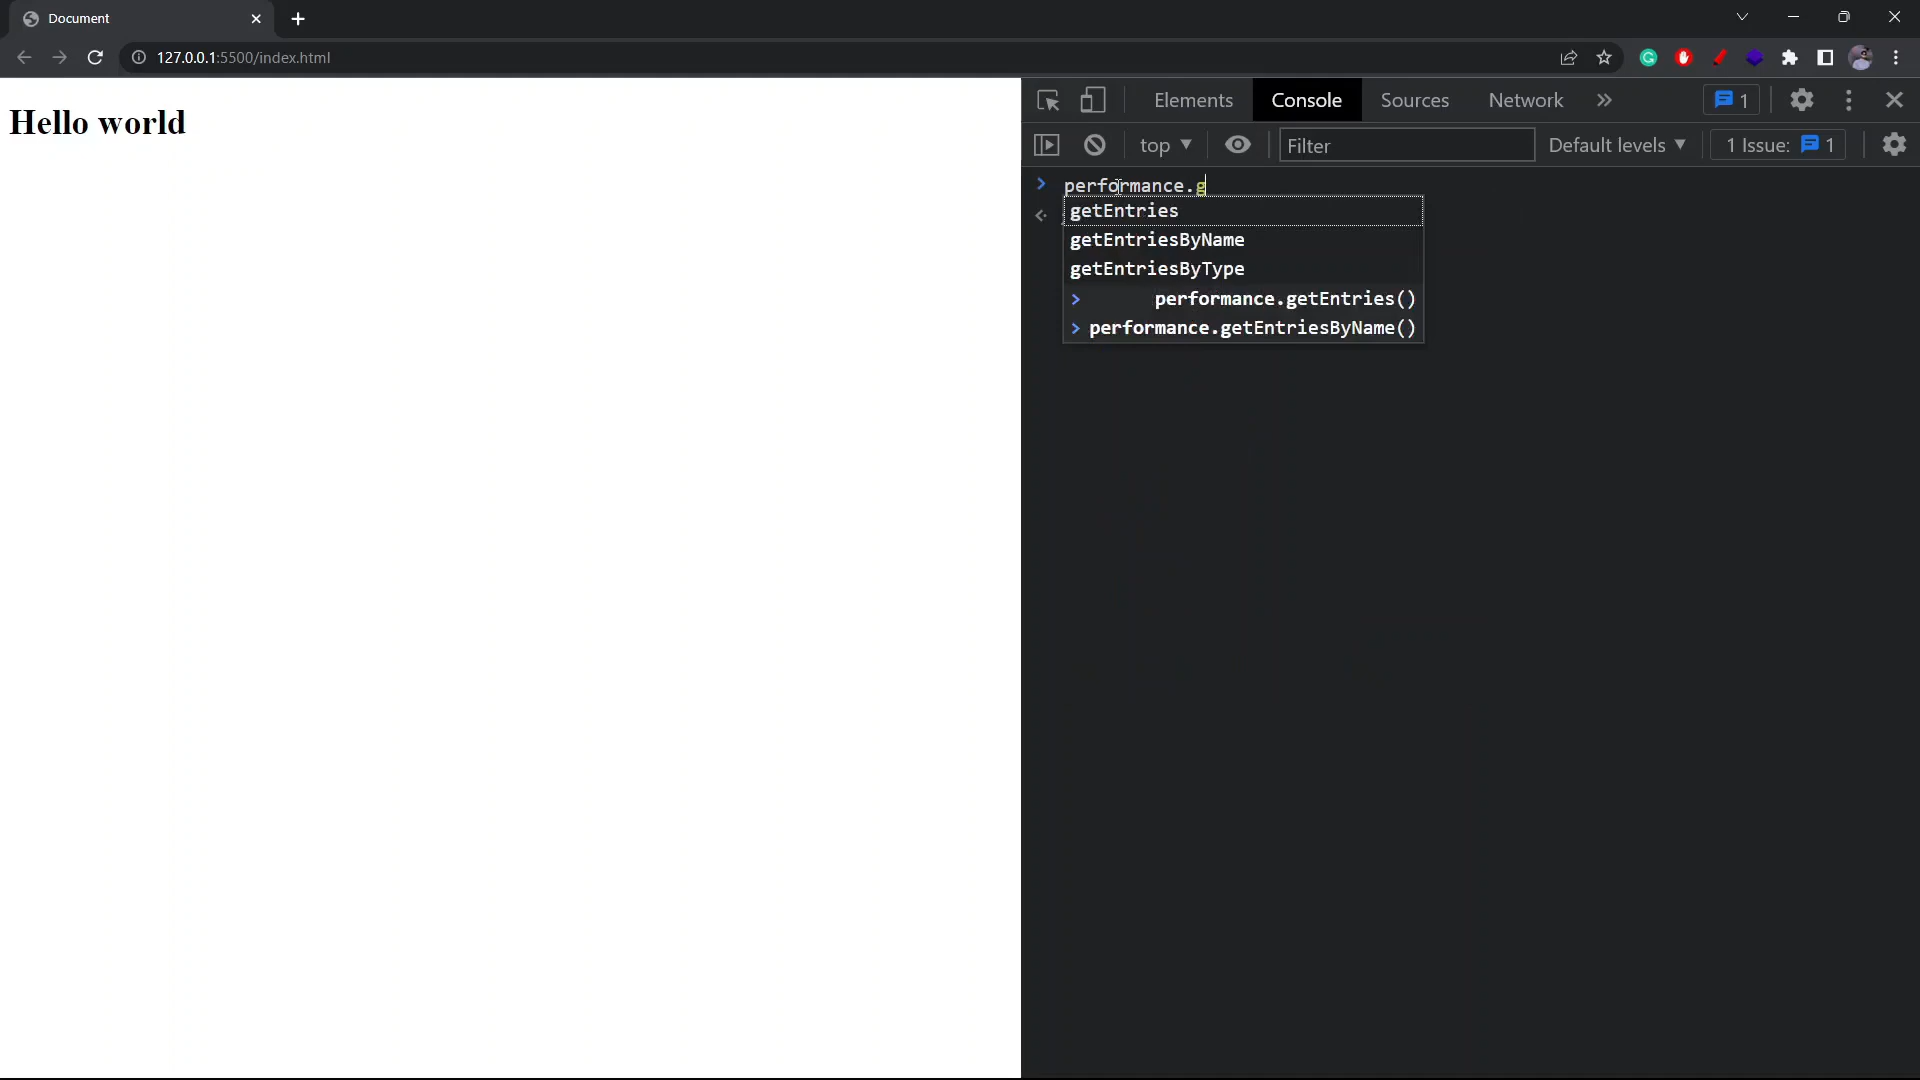 Document
127.0.0.1:5500/index.html
Hello world
Elements Console Sources Network 1
top Filter Default levels 1 Issue: 1
performance.g
getEntries
getEntriesByName
getEntriesByType
performance.getEntries()
performance.getEntriesByName()